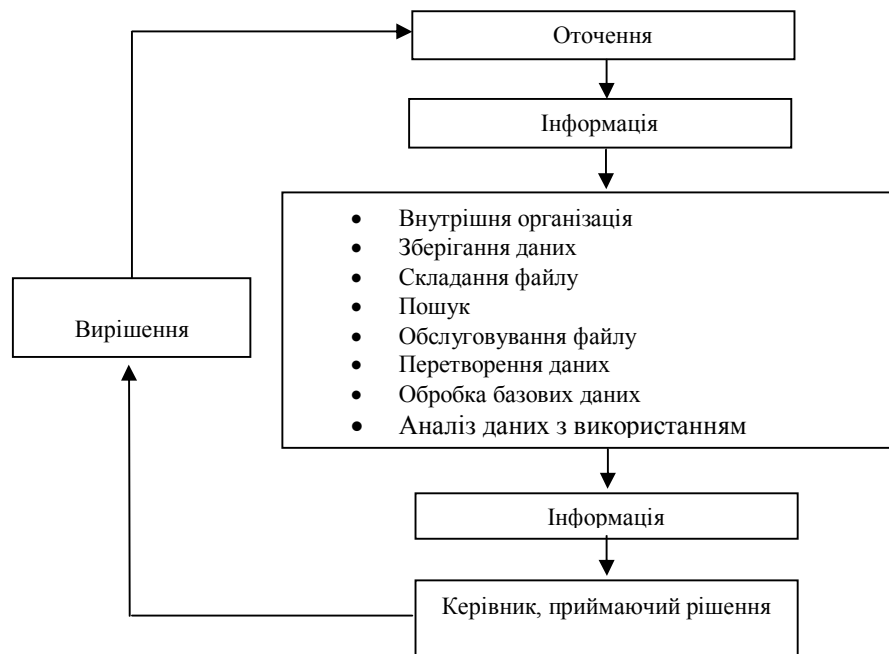 Оточення
Інформація
• Внутрішня організація
• Зберігання даних
• Складання файлу
• Пошук
• Обслуговування файлу
• Перетворення даних
• Обробка базових даних
• Аналіз даних з використанням
Вирішення
Інформація
Керівник, приймаючий рішення